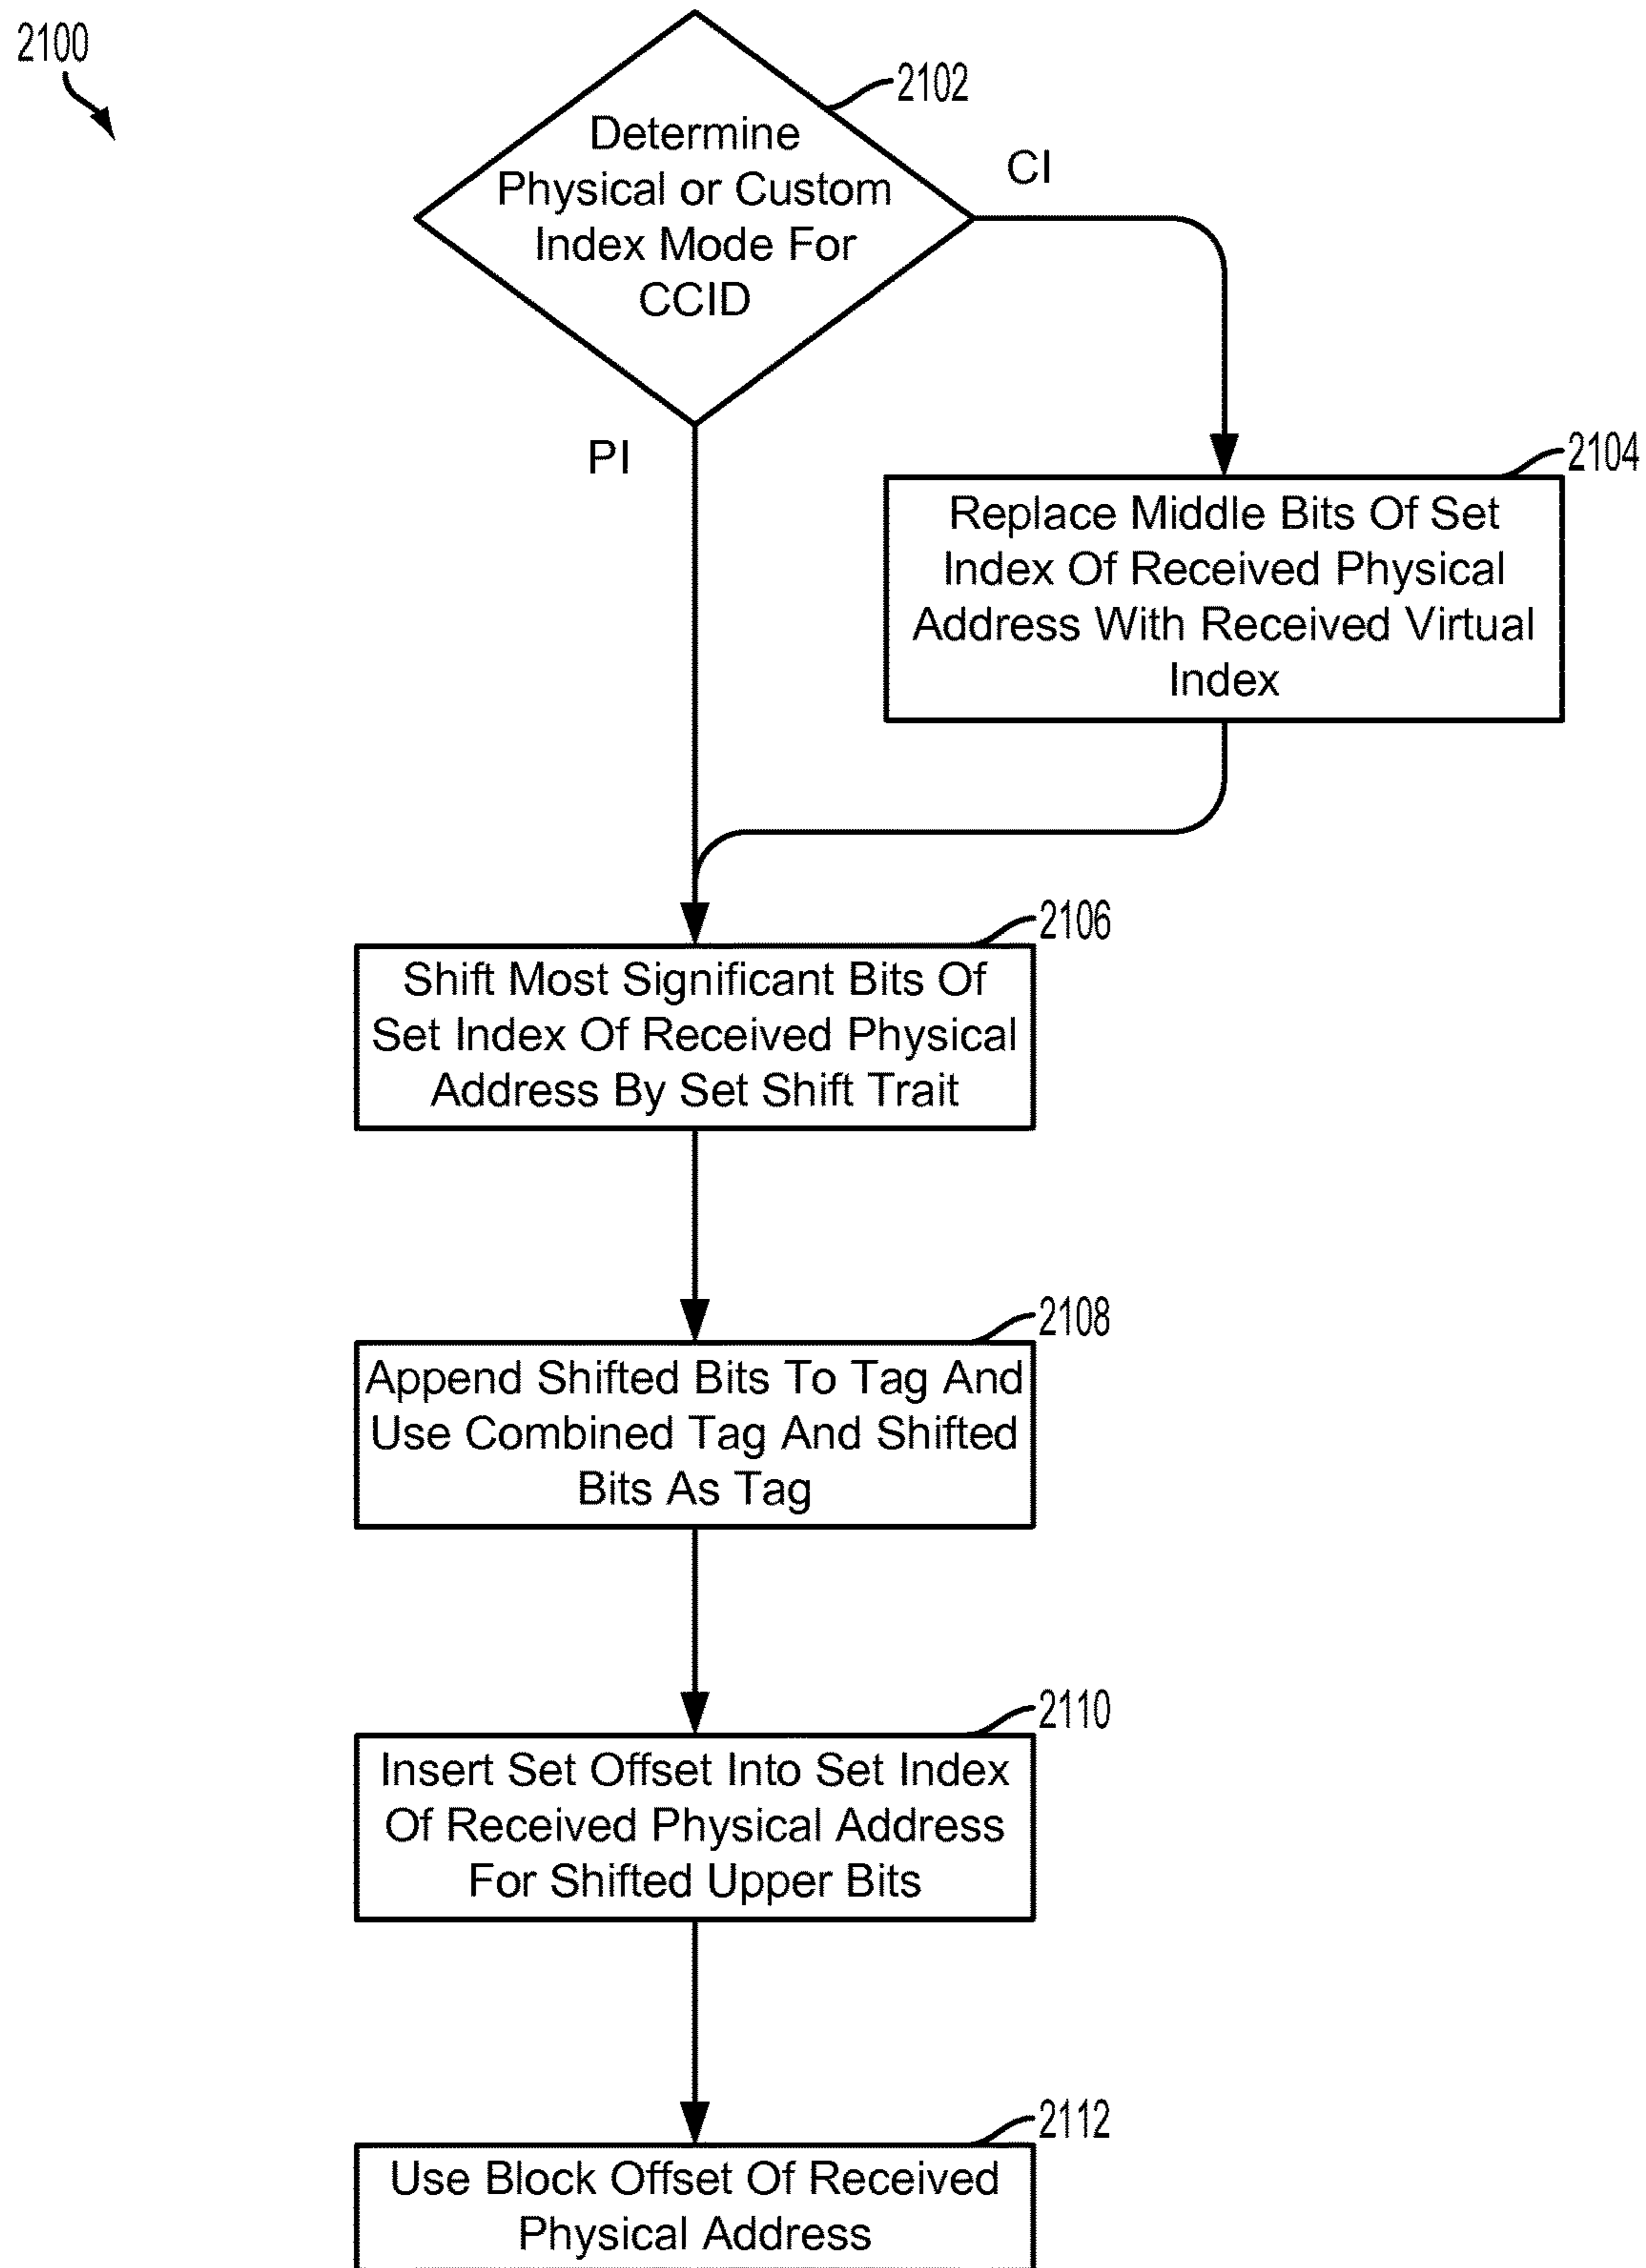 2100
2102
Determine
Physical or Custom
Index Mode For
CCID
CI
PI
2104
Replace Middle Bits Of Set
Index Of Received Physical
Address With Received Virtual
Index
2106
Shift Most Significant Bits Of
Set Index Of Received Physical
Address By Set Shift Trait
2108
Append Shifted Bits To Tag And
Use Combined Tag And Shifted
Bits As Tag
2110
Insert Set Offset Into Set Index
Of Received Physical Address
For Shifted Upper Bits
2112
Use Block Offset Of Received
Physical Address